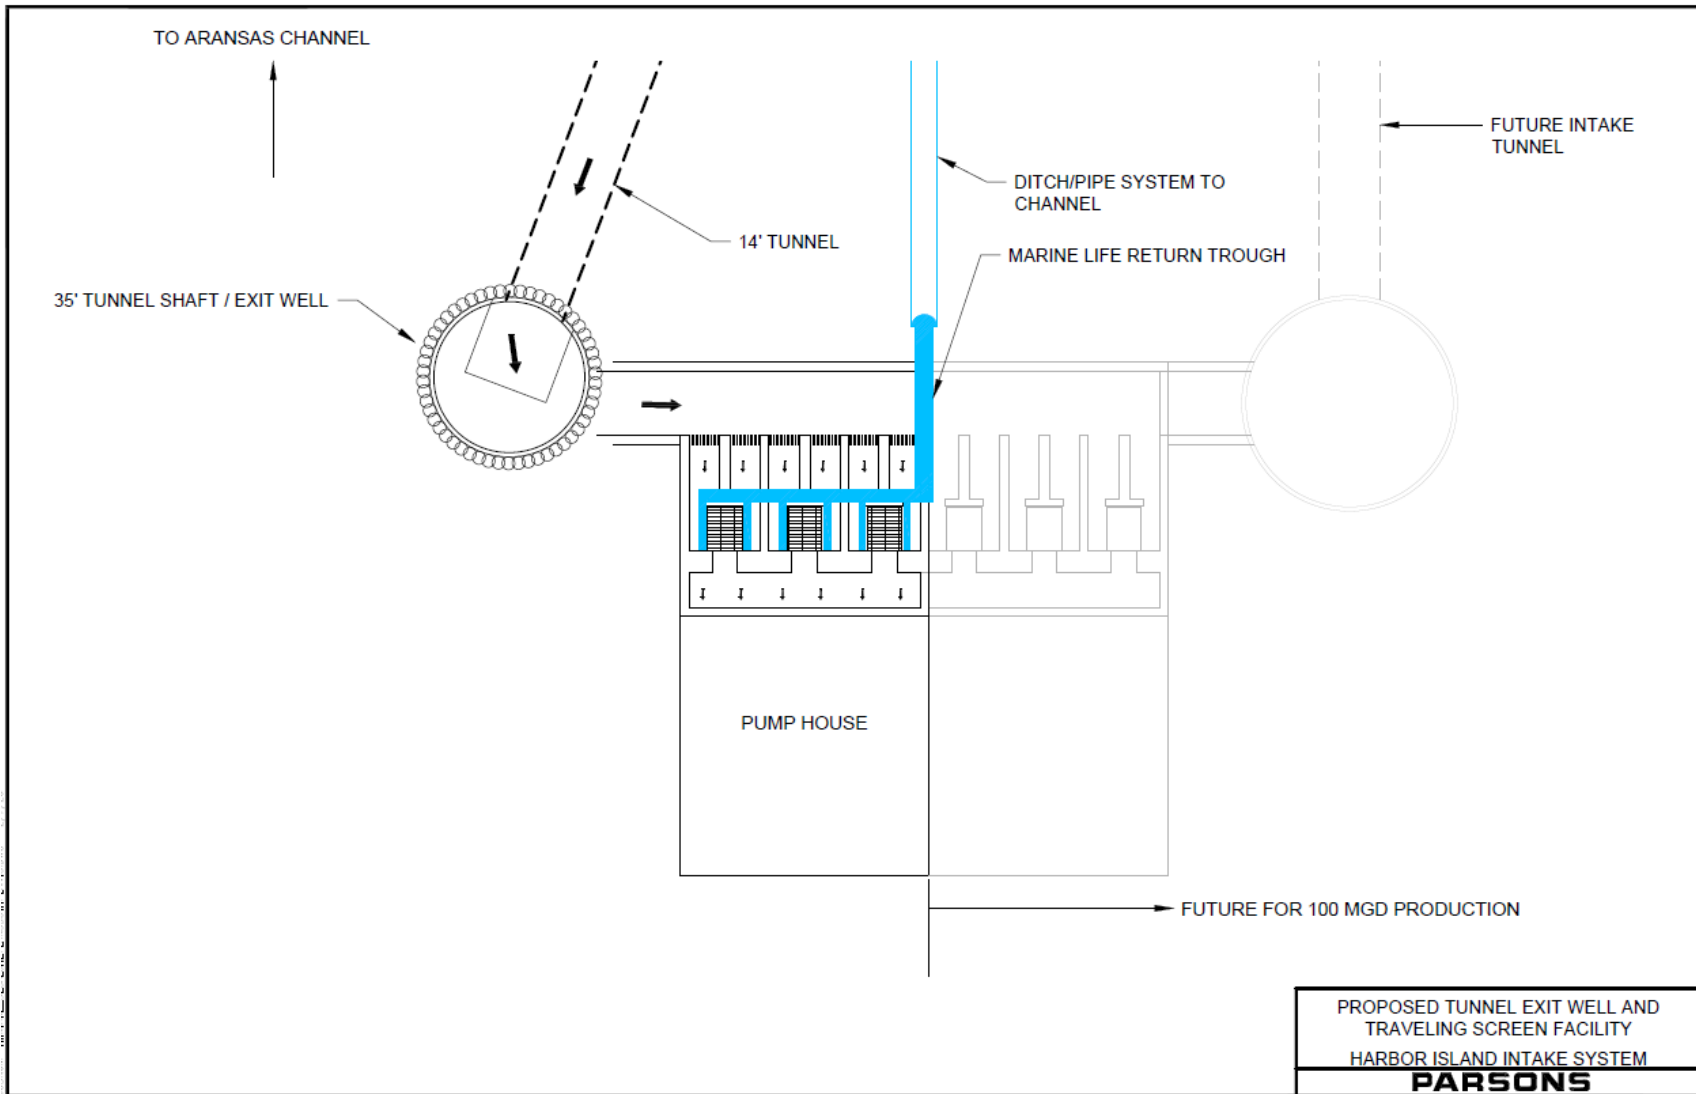 TO ARANSAS CHANNEL
FUTURE INTAKE
TUNNEL
DITCH/PIPE SYSTEM TO
CHANNEL
14' TUNNEL
MARINE LIFE RETURN TROUGH
35' TUNNEL SHAFT / EXIT WELL
PUMP HOUSE
FUTURE FOR 100 MGD PRODUCTION
PROPOSED TUNNEL EXIT WELL AND
TRAVELING SCREEN FACILITY
HARBOR ISLAND INTAKE SYSTEM
PARSONS